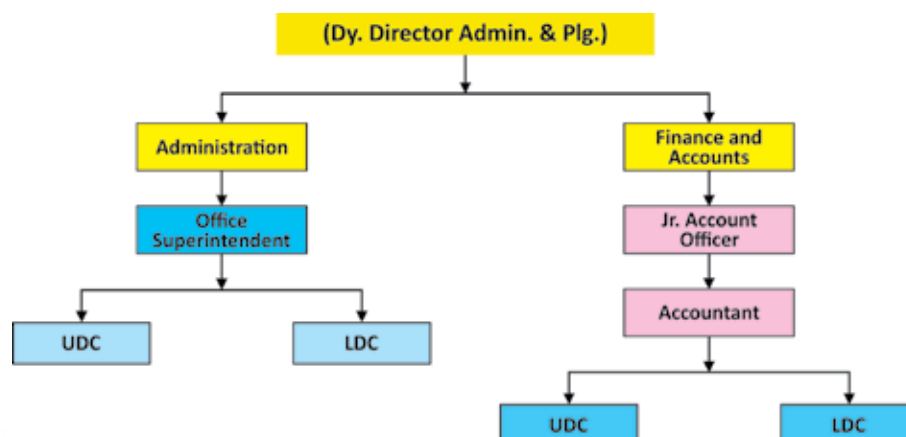 (Dy. Director Admin. & Plg.)
Administration
Finance and
Accounts
Office
Superintendent
Jr. Account
Officer
UDC
LDC
Accountant
UDC
LDC